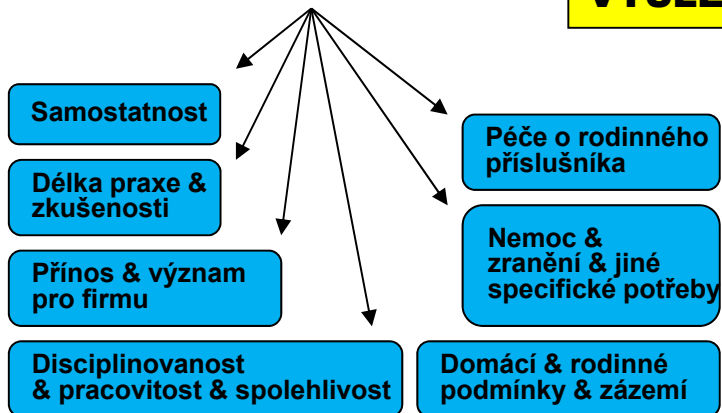 Samostatnost
Délka praxe &
zkušenosti
Přínos & význam
pro firmu
Disciplinovanost
& pracovitost & spolehlivost
Péče o rodinného
příslušníka
Nemoc &
zranění & jiné
specifické potřeby
Domácí & rodinné
podmínky & zázemí